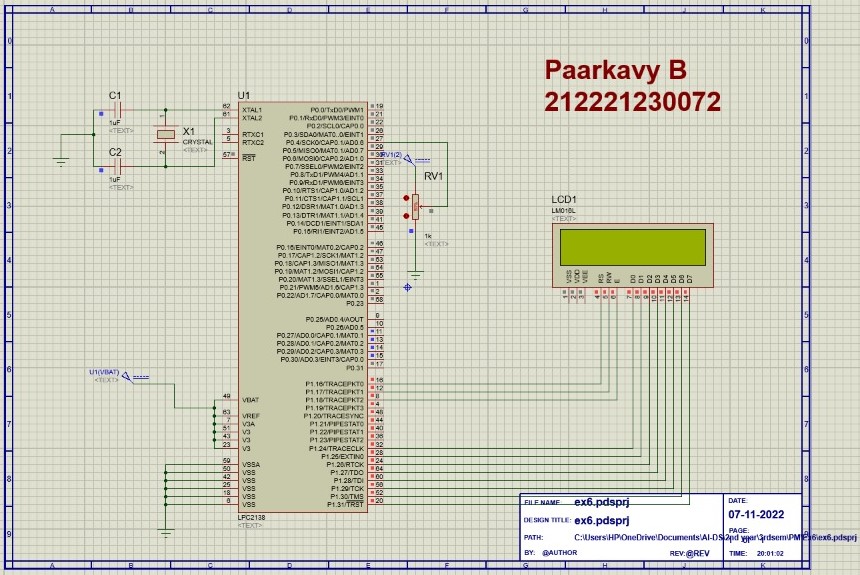 A B C D E F G H J K
0
1
2
3
4
5
6
7
8
9
Paarkavy B
212221230072
C1
1uF
<TEXT>
C2
1uF
<TEXT>
X1
CRYSTAL
<TEXT>
U1
62 XTAL1
61 XTAL2
3 RTXC1
5 RTXC2
57 RST
49 VBAT
63 VREF
7 V3A
51 V3
43 V3
23 V3
59 VSSA
50 VSS
42 VSS
25 VSS
18 VSS
6 VSS
P0.0/TxD0/PWM1 19
P0.1/RxD0/PWM3/EINT0 21
P0.2/SCL0/CAP0.0 22
P0.3/SDA0/MAT0.0/EINT1 26
P0.4/SCK0/CAP0.1/AD0.6 27
P0.5/MISO0/MAT0.1/AD0.7 29
P0.6/MOSI0/CAP0.2/AD1.0 30
P0.7/SSEL0/PWM2/EINT2 31
P0.8/TxD1/PWM4/AD1.1 33
P0.9/RxD1/PWM6/EINT3 34
P0.10/RTS1/CAP1.0/AD1.2 35
P0.11/CTS1/CAP1.1/SCL1 37
P0.12/DSR1/MAT1.0/AD1.3 38
P0.13/DTR1/MAT1.1/AD1.4 39
P0.14/DCD1/EINT1/SDA1 41
P0.15/RI1/EINT2/AD1.5 45
P0.16/EINT0/MAT0.2/CAP0.2 46
P0.17/CAP1.2/SCK1/MAT1.2 47
P0.18/CAP1.3/MISO1/MAT1.3 53
P0.19/MAT1.2/MOSI1/CAP1.2 54
P0.20/MAT1.3/SSEL1/EINT3 55
P0.21/PWM5/AD1.6/CAP1.3 1
P0.22/AD1.7/CAP0.0/MAT0.0 2
P0.23 58
P0.25/AD0.4/AOUT 9
P0.26/AD0.5 10
P0.27/AD0.0/CAP0.1/MAT0.1 11
P0.28/AD0.1/CAP0.2/MAT0.2 13
P0.29/AD0.2/CAP0.3/MAT0.3 14
P0.30/AD0.3/EINT3/CAP0.0 15
P0.31 17
P1.16/TRACEPKT0 16
P1.17/TRACEPKT1 12
P1.18/TRACEPKT2 8
P1.19/TRACEPKT3 4
P1.20/TRACESYNC 48
P1.21/PIPESTAT0 44
P1.22/PIPESTAT1 40
P1.23/PIPESTAT2 36
P1.24/TRACECLK 32
P1.25/EXTIN0 28
P1.26/RTCK 24
P1.27/TDO 64
P1.28/TDI 60
P1.29/TCK 56
P1.30/TMS 52
P1.31/TRST 20
LPC2138
<TEXT>
U1(VBAT)
<TEXT>
RV1(2)
<TEXT>
RV1
1k
<TEXT>
LCD1
LM016L
<TEXT>
VSS VDD VEE RS RW E D0 D1 D2 D3 D4 D5 D6 D7
1 2 3 4 5 6 7 8 9 10 11 12 13 14
FILE NAME: ex6.pdsprj
DESIGN TITLE: ex6.pdsprj
PATH: C:\Users\HP\OneDrive\Documents\AI-DS\2nd year\3rdsem\PM\Ex6\ex6.pdsprj
BY: @AUTHOR REV:@REV
DATE:
07-11-2022
PAGE:
TIME: 20:01:02
A B C D E F G H J K